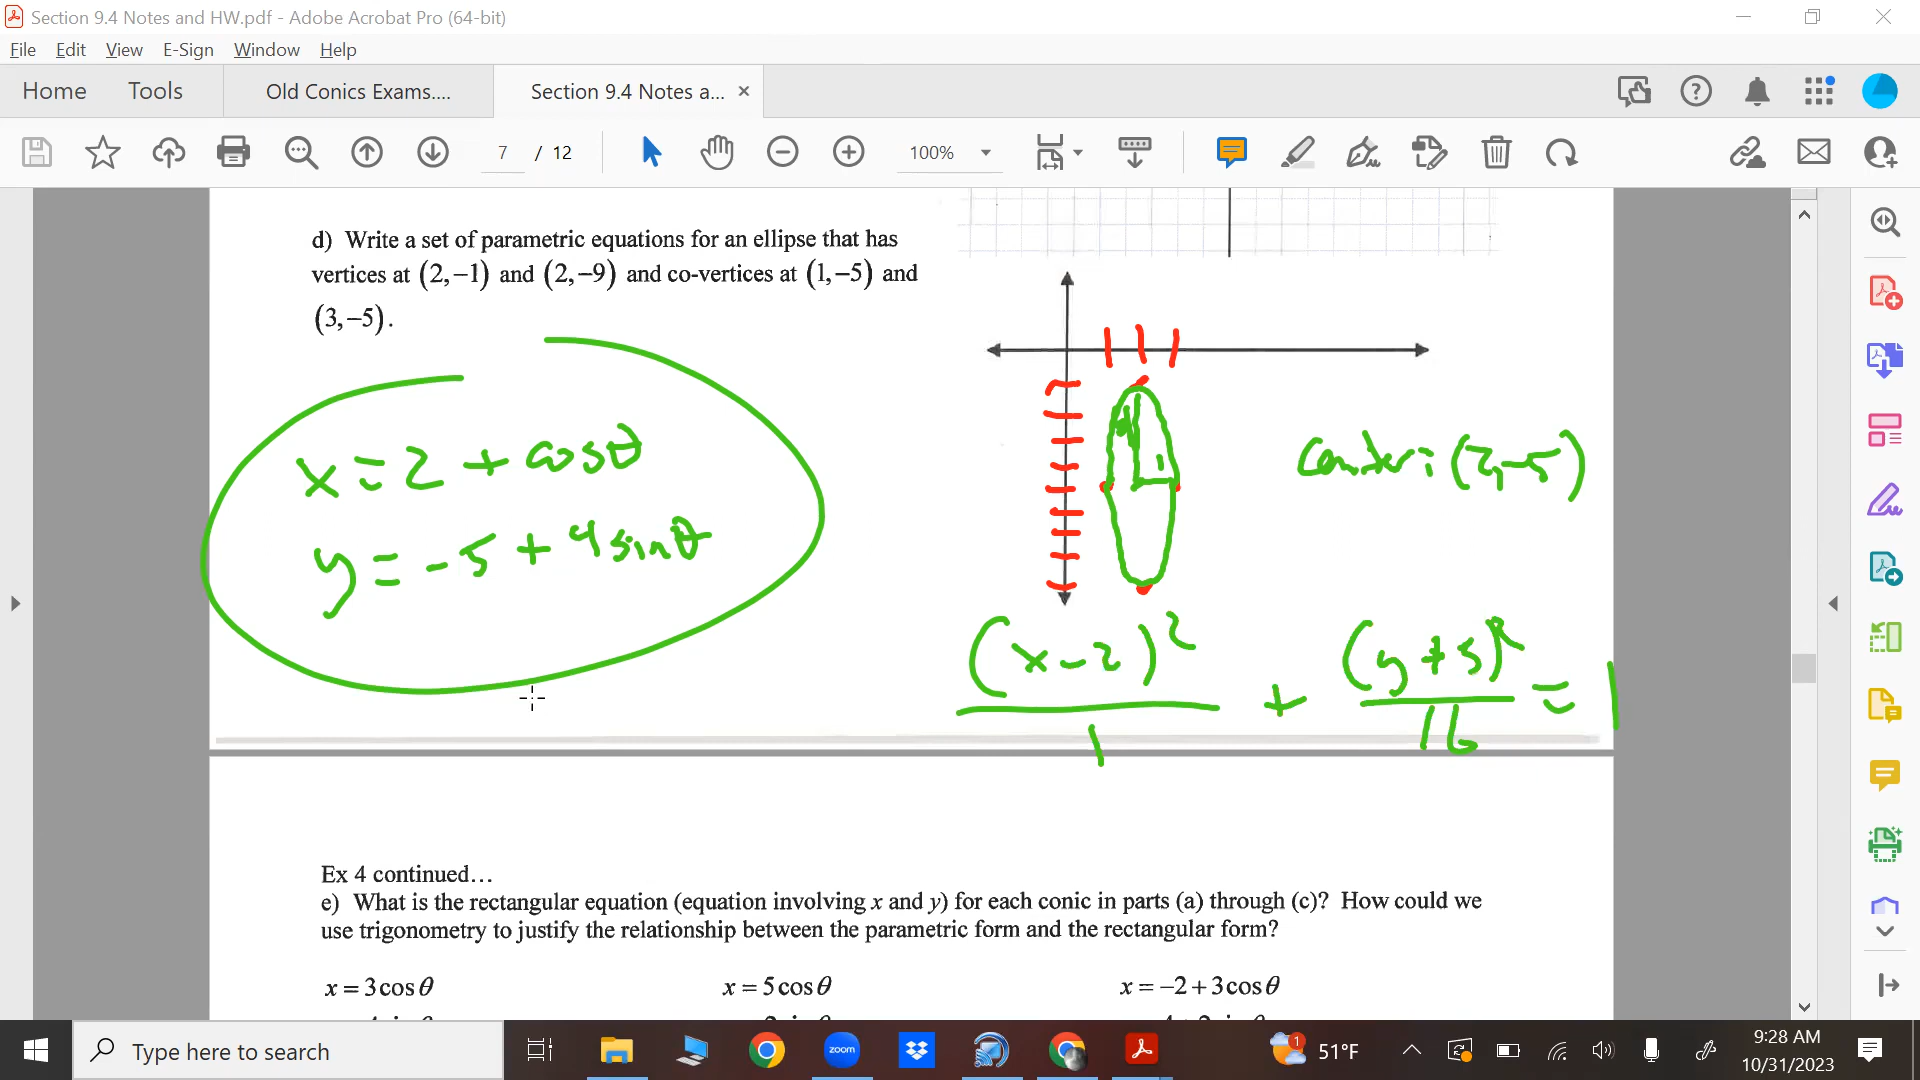 Section 9.4 Notes and HW.pdf - Adobe Acrobat Pro (64-bit)
File Edit View E-Sign Window Help
Home Tools Old Conics Exams.... Section 9.4 Notes a... ×
7 / 12 100%
d) Write a set of parametric equations for an ellipse that has
vertices at (2,−1) and (2,−9) and co-vertices at (1,−5) and
(3,−5).
x = 2 + cosθ
y = -5 + 4sinθ
4
1
Center: (2,-5)
(x-2)²/1 + (y+5)²/16 = 1
Ex 4 continued…
e) What is the rectangular equation (equation involving x and y) for each conic in parts (a) through (c)? How could we
use trigonometry to justify the relationship between the parametric form and the rectangular form?
x = 3cosθ x = 5cosθ x = −2+3cosθ
Type here to search
zoom
1
51°F
9:28 AM
10/31/2023